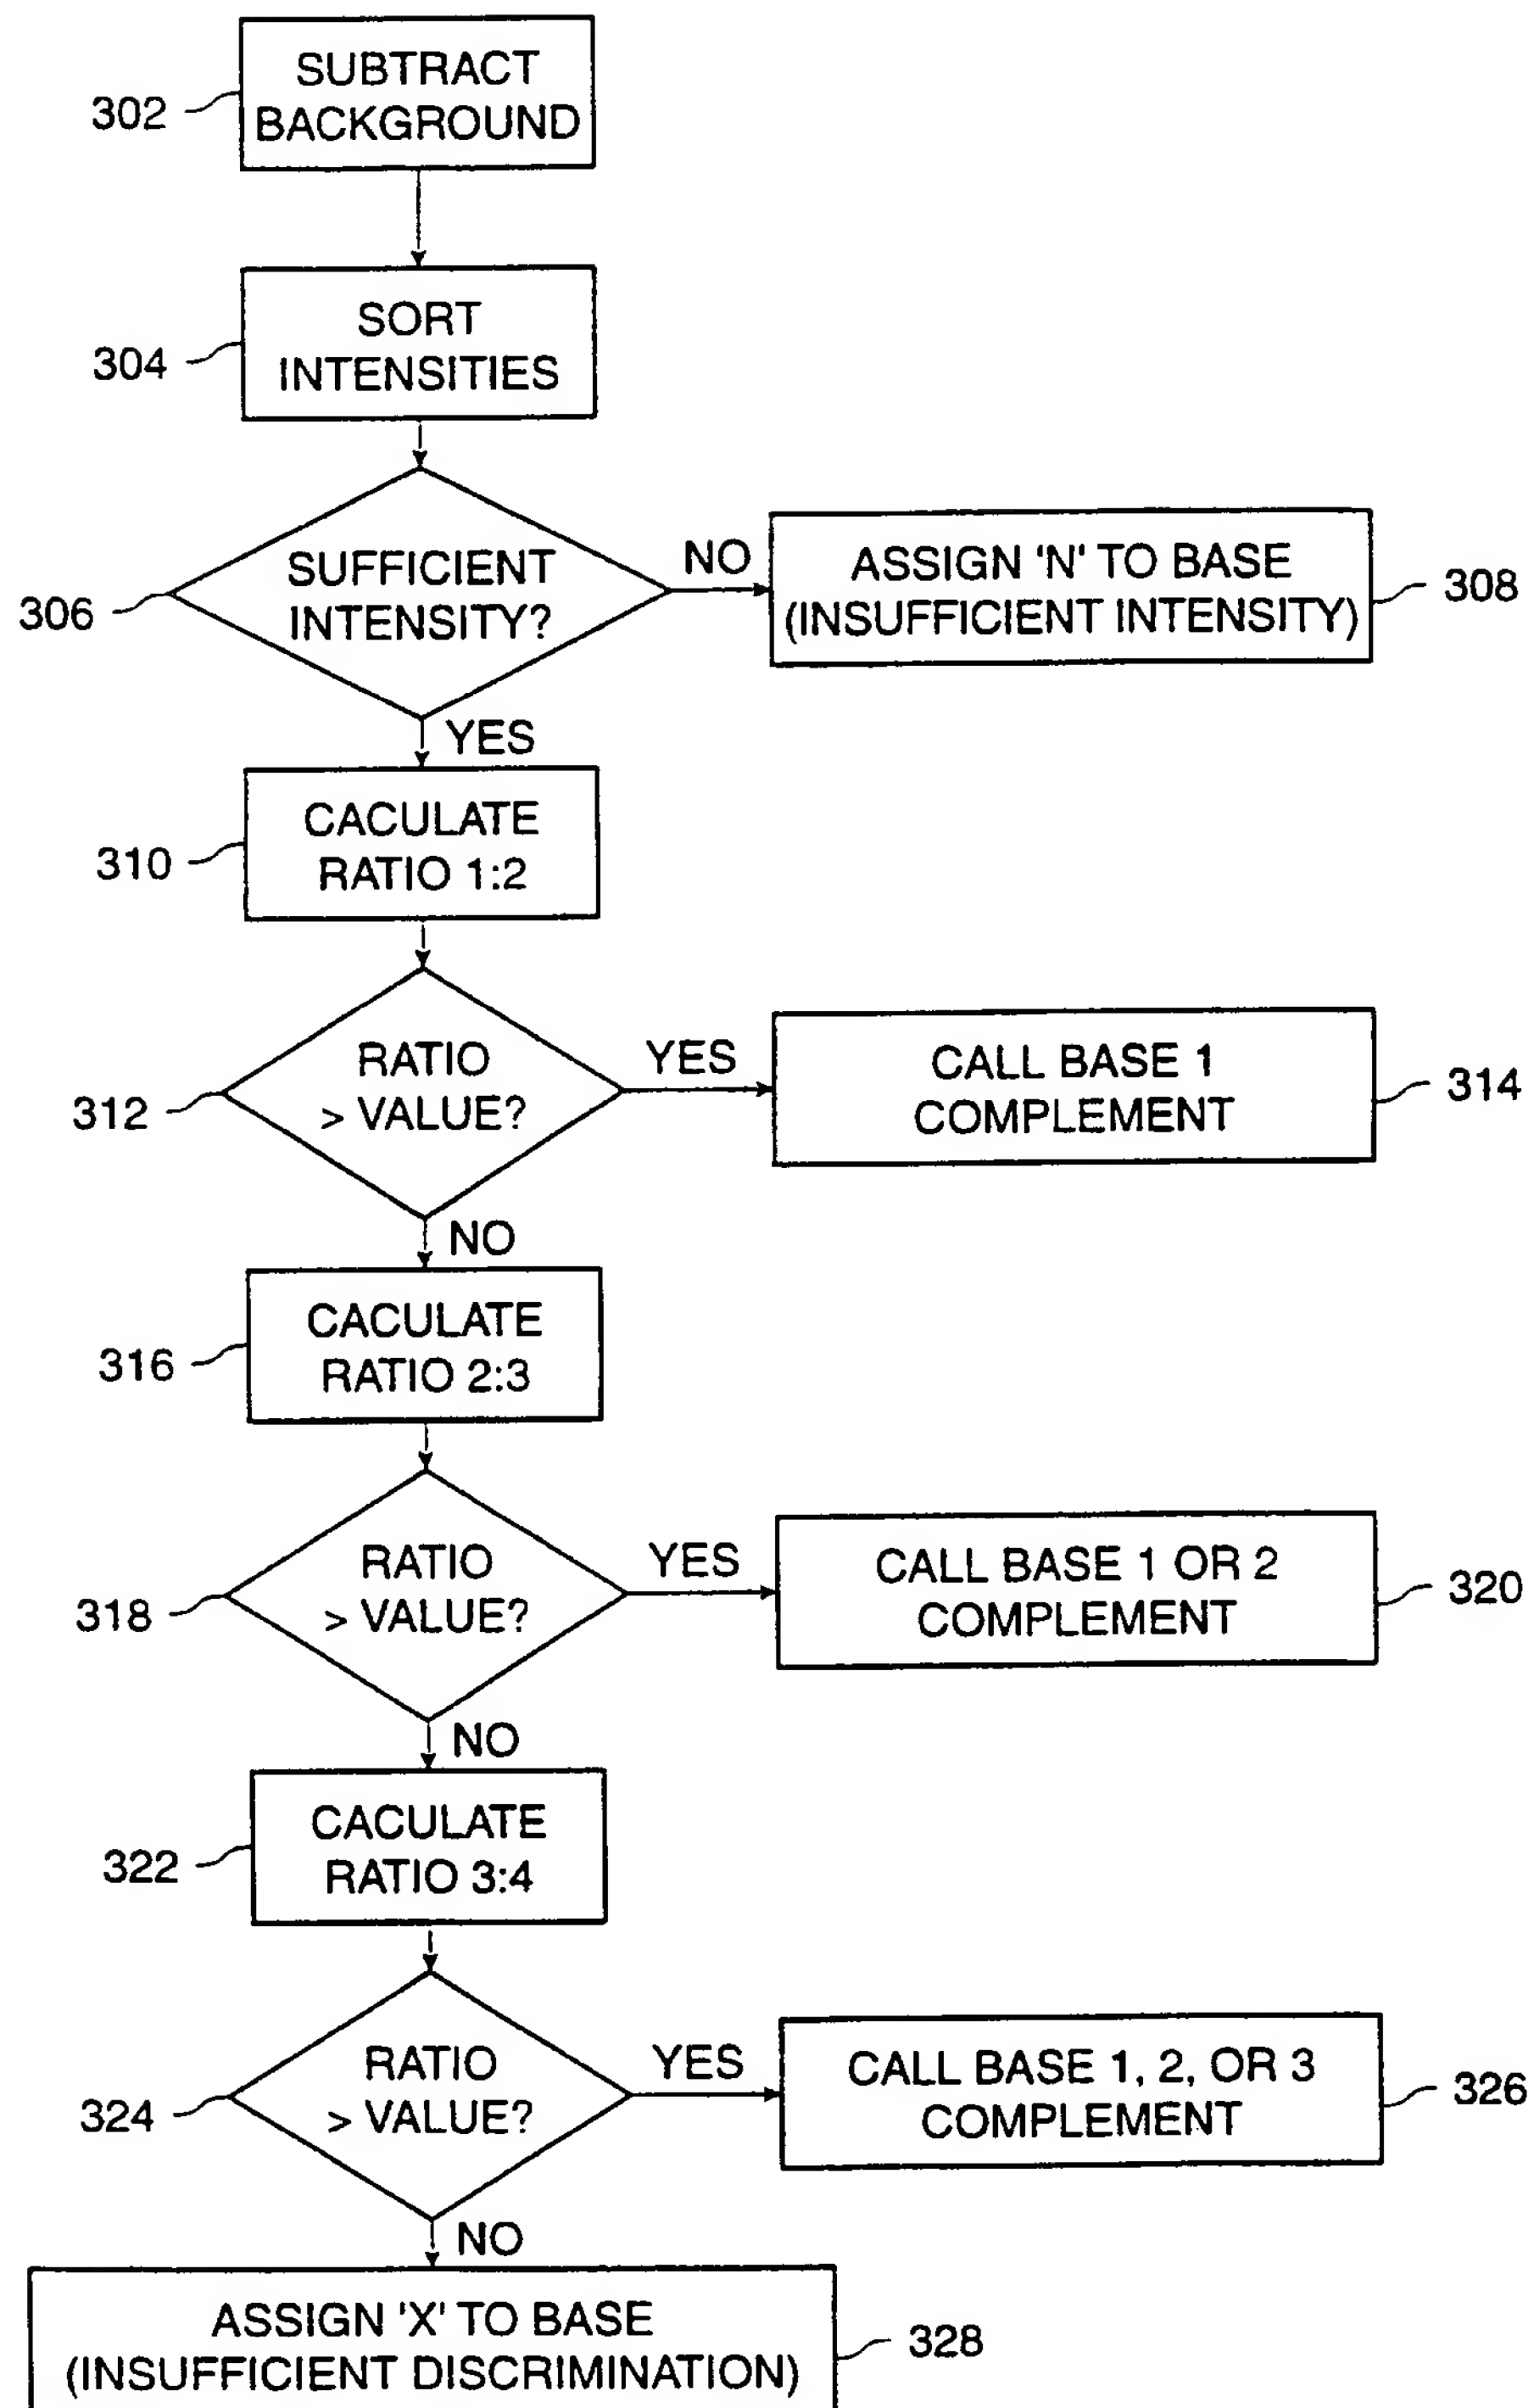 SUBTRACT
BACKGROUND
302
SORT
INTENSITIES
304
SUFFICIENT
INTENSITY?
306
NO
ASSIGN 'N' TO BASE
(INSUFFICIENT INTENSITY)
308
YES
CACULATE
RATIO 1:2
310
RATIO
> VALUE?
312
YES
CALL BASE 1
COMPLEMENT
314
NO
CACULATE
RATIO 2:3
316
RATIO
> VALUE?
318
YES
CALL BASE 1 OR 2
COMPLEMENT
320
NO
CACULATE
RATIO 3:4
322
RATIO
> VALUE?
324
YES
CALL BASE 1, 2, OR 3
COMPLEMENT
326
NO
ASSIGN 'X' TO BASE
(INSUFFICIENT DISCRIMINATION)
328